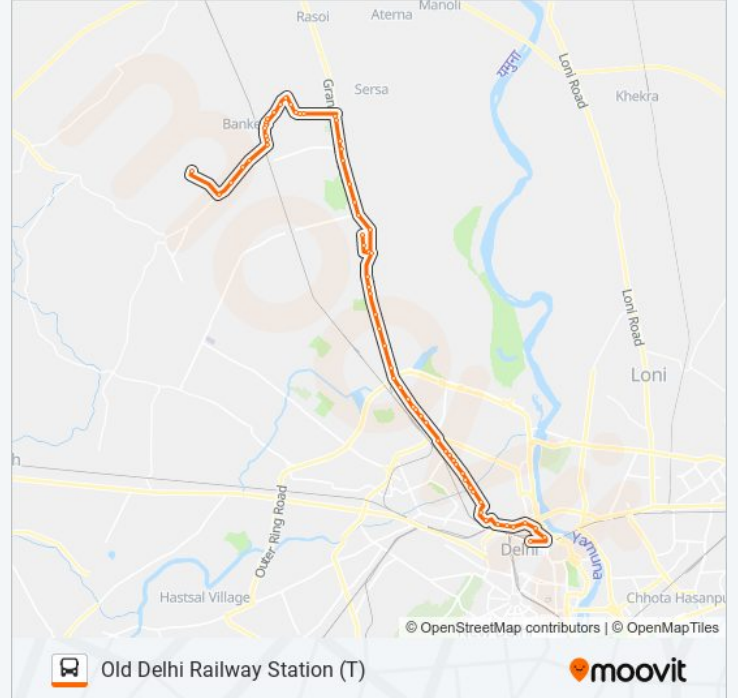 Manoli
Rasoi
Aterna
यमुना
Loni Road
Sersa
Khekra
Gran
Banke
Loni Road
Loni
h
Outer Ring Road
Delhi
Yamuna
Hastsal Village
Chhota Hasanpu
© OpenStreetMap contributors | © OpenMapTiles
Old Delhi Railway Station (T)
moovit